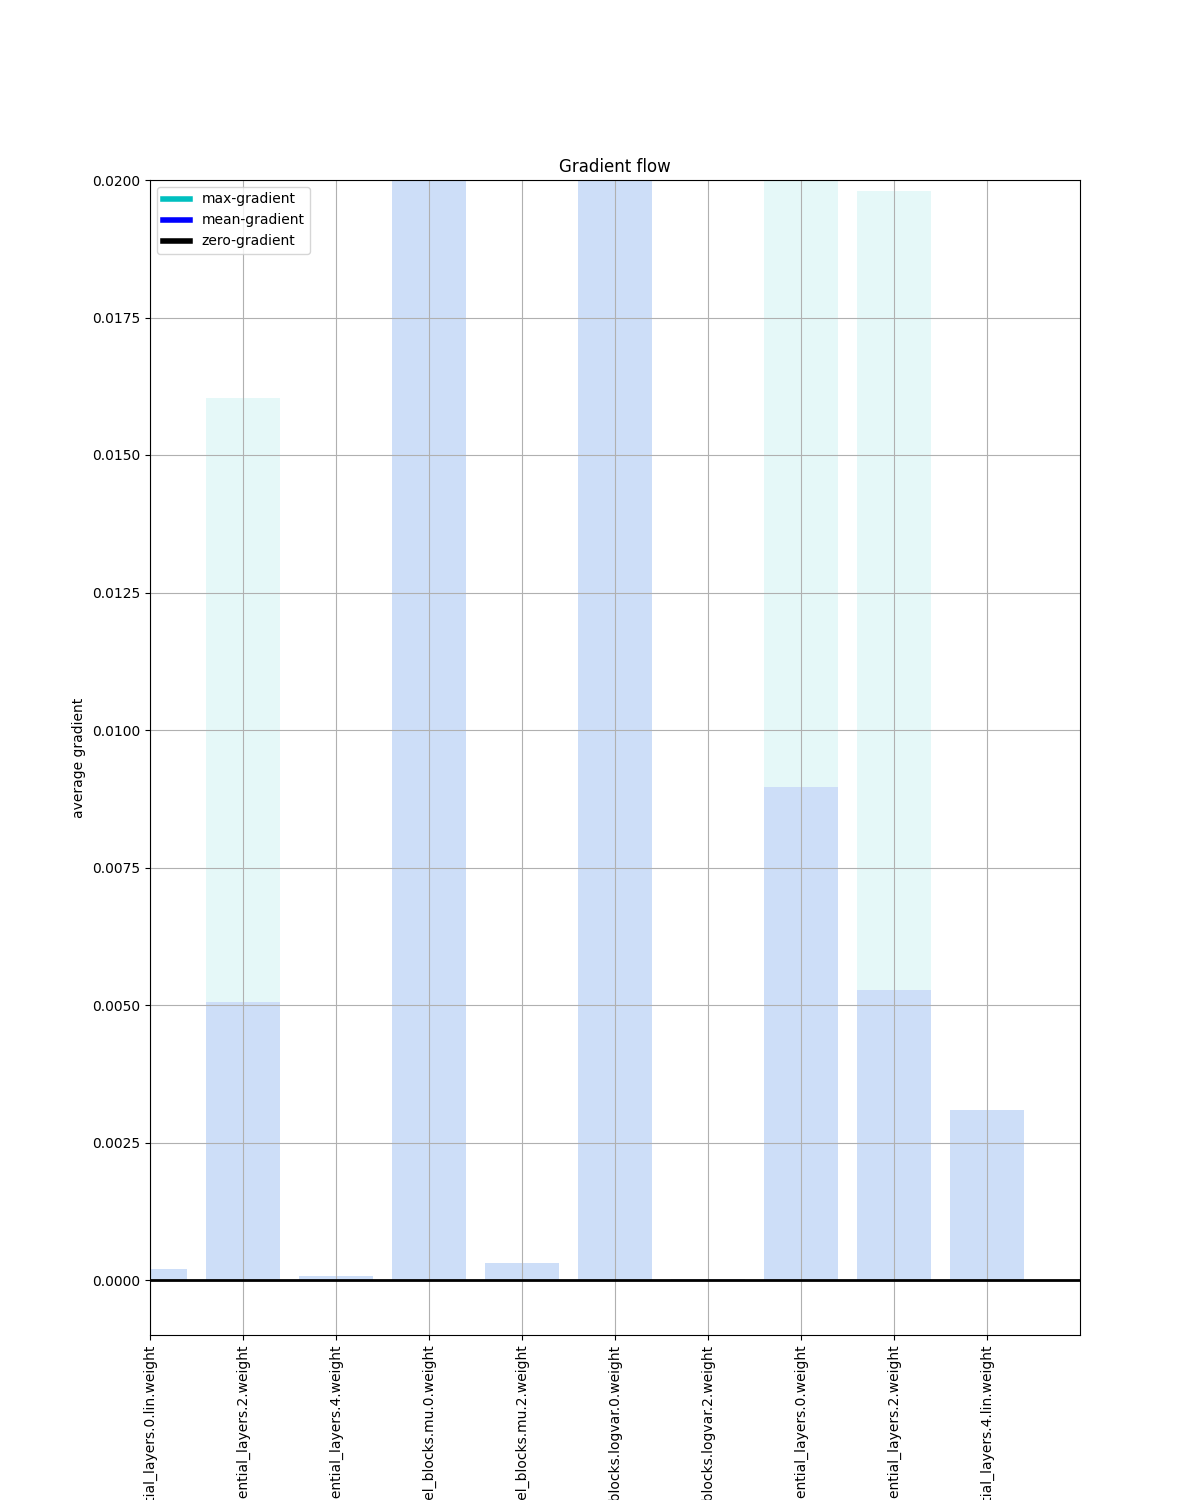 Gradient flow
max-gradient
mean-gradient
zero-gradient
0.0200
0.0175
0.0150
0.0125
0.0100
0.0075
0.0050
0.0025
0.0000
average gradient
tial_layers.0.lin.weight
ential_layers.2.weight
ential_layers.4.weight
el_blocks.mu.0.weight
el_blocks.mu.2.weight
blocks.logvar.0.weight
blocks.logvar.2.weight
ential_layers.0.weight
ential_layers.2.weight
tial_layers.4.lin.weight